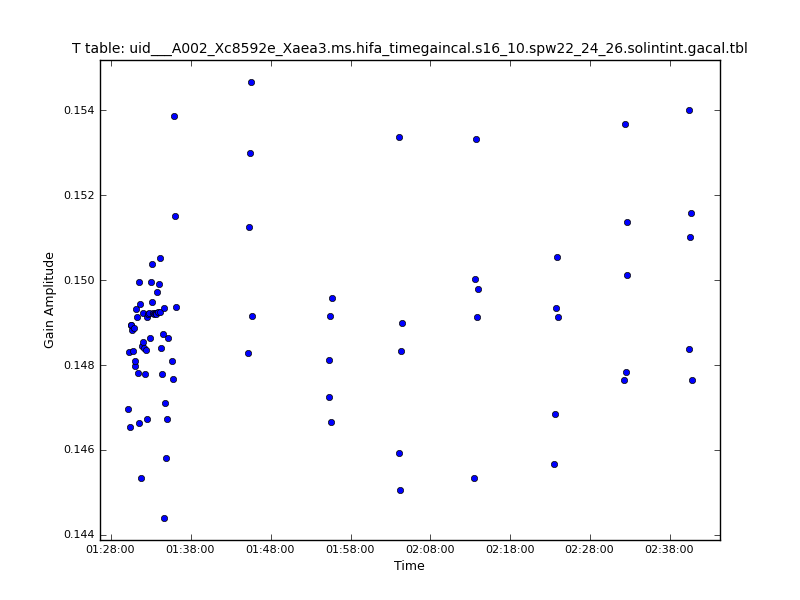 T table: uid___A002_Xc8592e_Xaea3.ms.hifa_timegaincal.s16_10.spw22_24_26.solintint.gacal.tbl
0.154
0.152
0.150
0.148
0.146
0.144
Gain Amplitude
01:28:00 01:38:00 01:48:00 01:58:00 02:08:00 02:18:00 02:28:00 02:38:00
Time